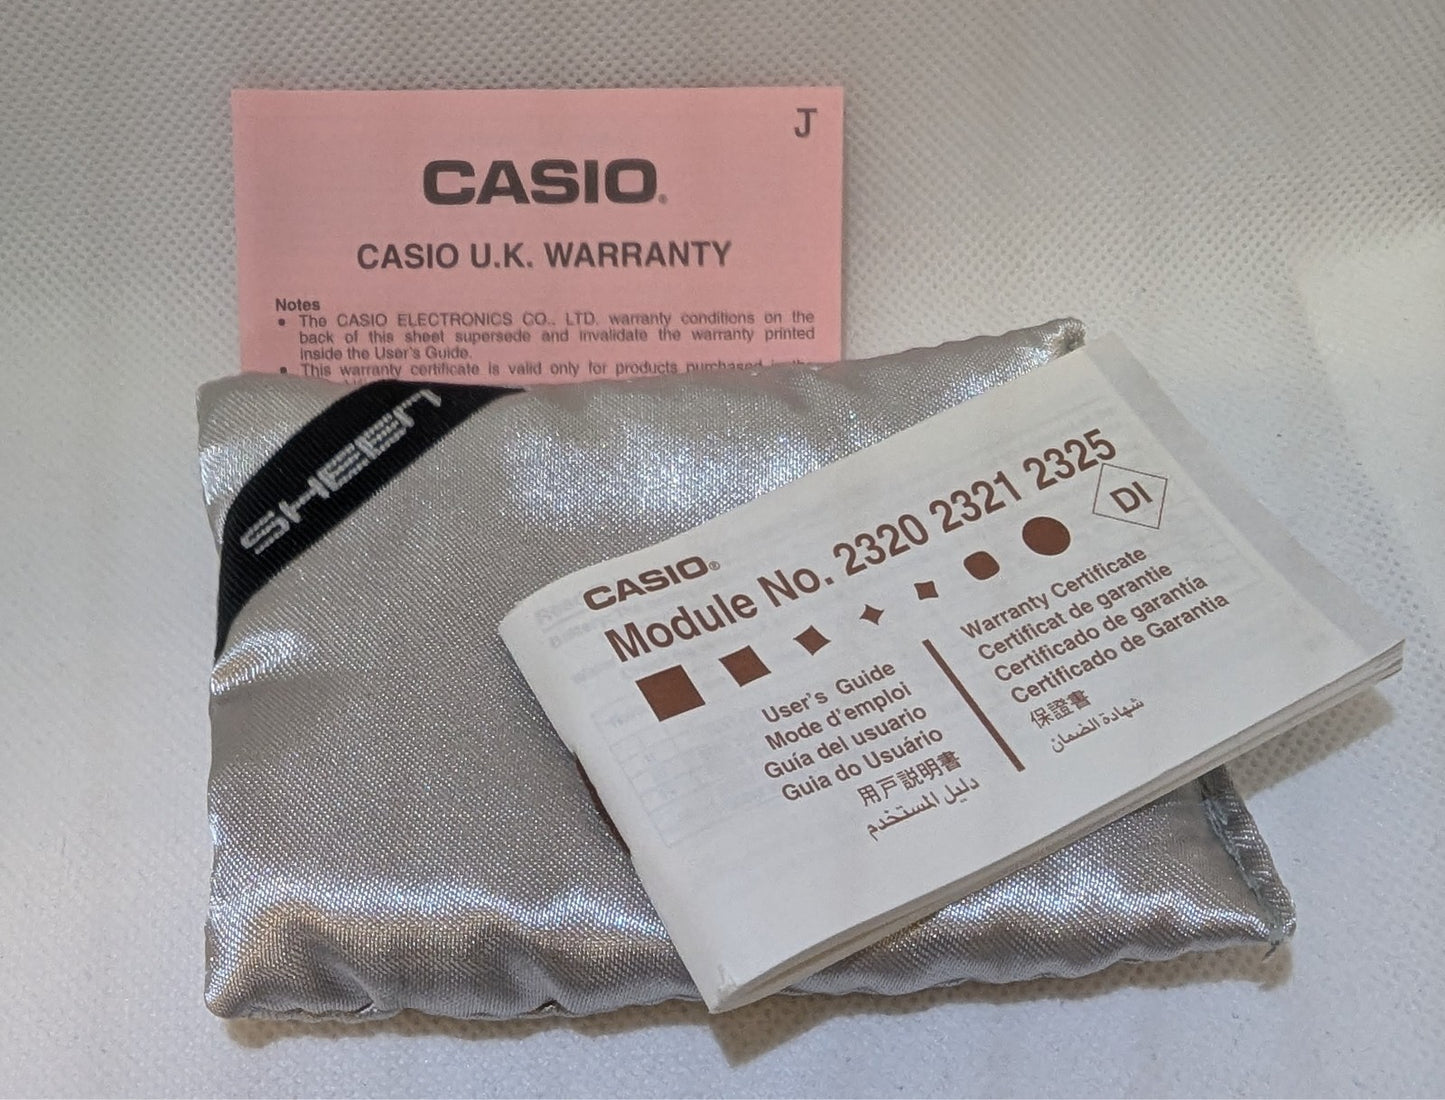 J
CASIO®
CASIO U.K. WARRANTY
Notes
● The CASIO ELECTRONICS CO., LTD. warranty conditions on the
back of this sheet supersede and invalidate the warranty printed
inside the User's Guide.
● This warranty certificate is valid only for products purchased in the
SHEEN
CASIO®
Module No. 2320 2321 2325
DI
User's Guide
Mode d'emploi
Guía del usuario
Guia do Usuário
用戸説明書
دليل المستخدم
Warranty Certificate
Certificat de garantie
Certificado de garantía
Certificado de Garantia
保證書
شهادة الضمان